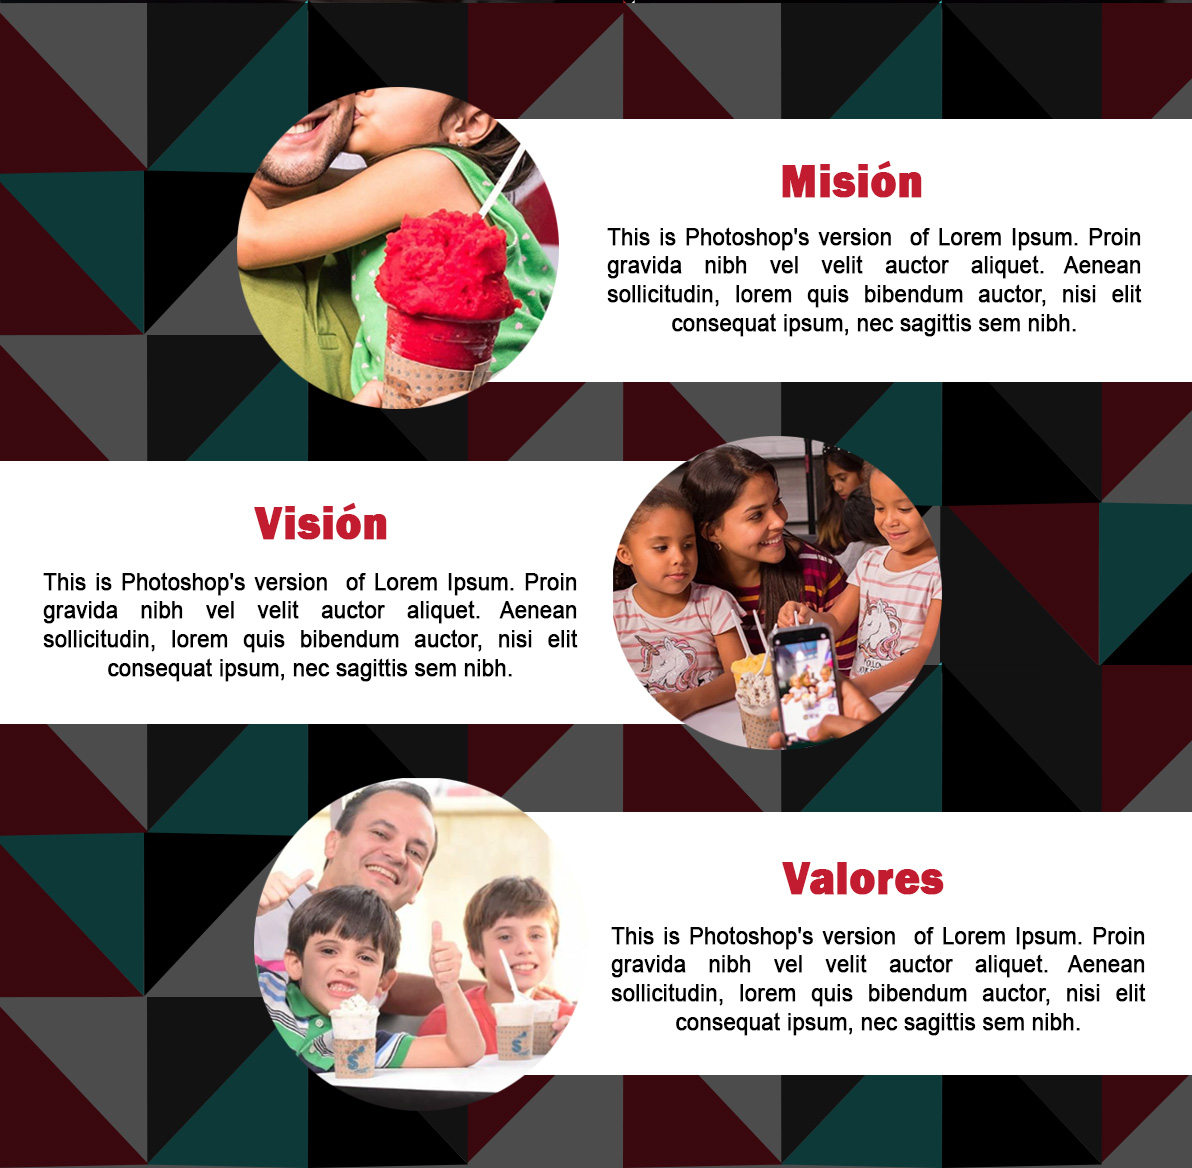 Misión
This is Photoshop's version  of Lorem Ipsum. Proin
gravida nibh vel velit auctor aliquet. Aenean
sollicitudin, lorem quis bibendum auctor, nisi elit
consequat ipsum, nec sagittis sem nibh.
Visión
This is Photoshop's version  of Lorem Ipsum. Proin
gravida nibh vel velit auctor aliquet. Aenean
sollicitudin, lorem quis bibendum auctor, nisi elit
consequat ipsum, nec sagittis sem nibh.
Valores
This is Photoshop's version  of Lorem Ipsum. Proin
gravida nibh vel velit auctor aliquet. Aenean
sollicitudin, lorem quis bibendum auctor, nisi elit
consequat ipsum, nec sagittis sem nibh.